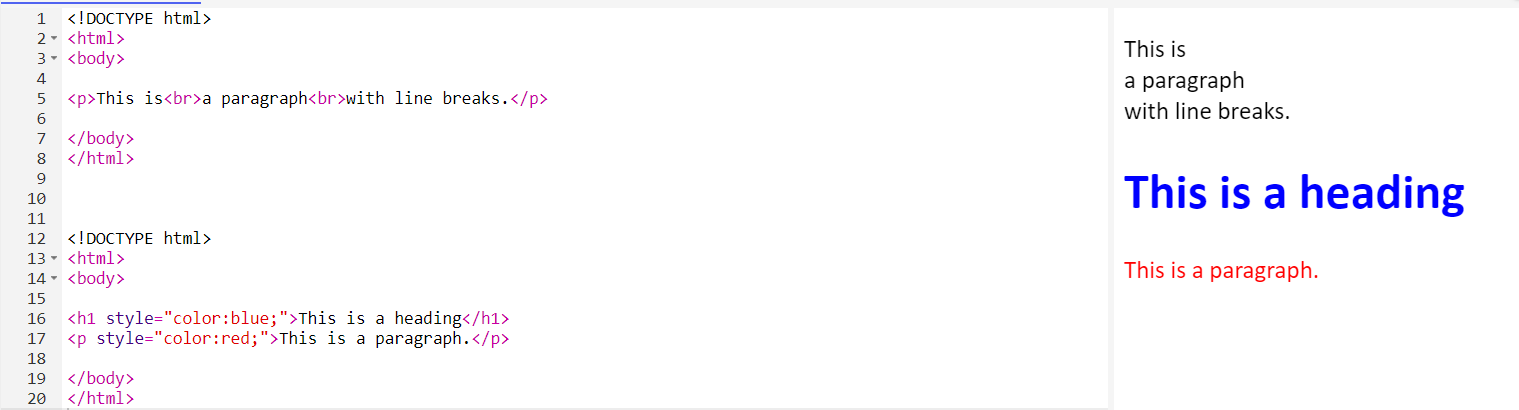 1 <!DOCTYPE html>
2 <html>
3 <body>
4
5 <p>This is<br>a paragraph<br>with line breaks.</p>
6
7 </body>
8 </html>
9
10
11
12 <!DOCTYPE html>
13 <html>
14 <body>
15
16 <h1 style="color:blue;">This is a heading</h1>
17 <p style="color:red;">This is a paragraph.</p>
18
19 </body>
20 </html>
This is
a paragraph
with line breaks.
This is a heading
This is a paragraph.